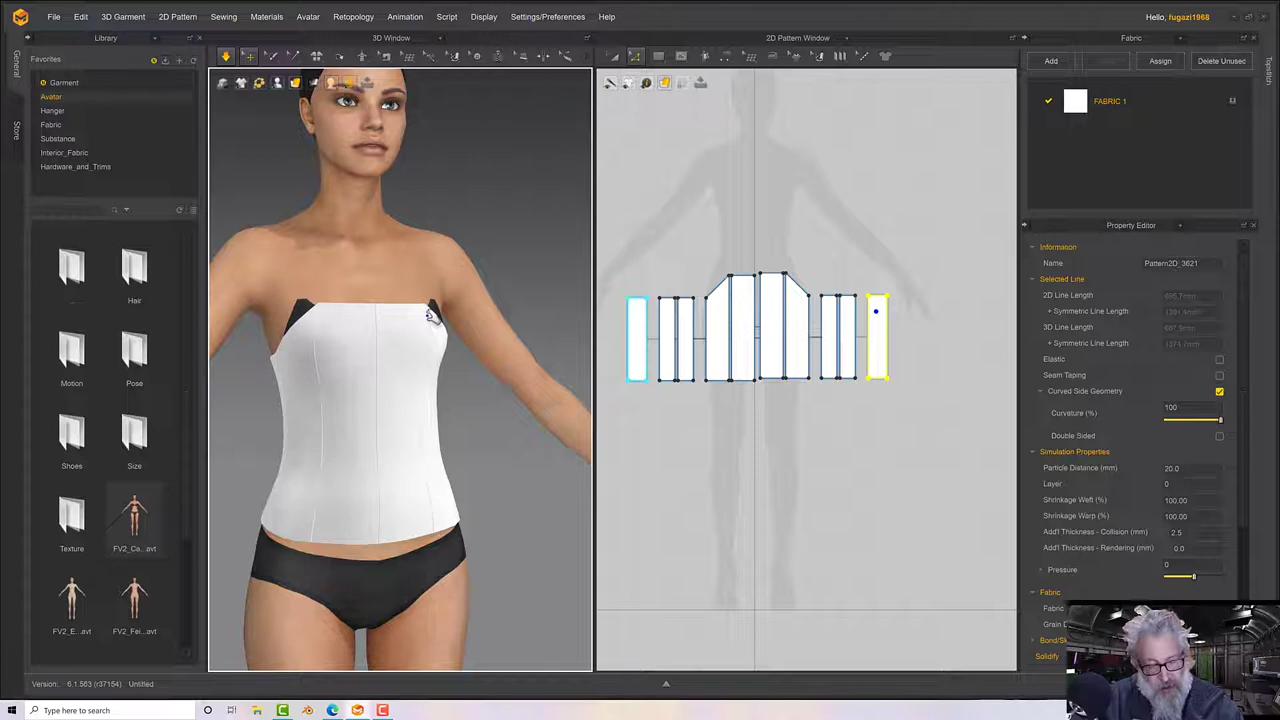 File Edit 3D Garment 2D Pattern Sewing Materials Avatar Retopology Animation Script Display Settings/Preferences Help
Hello, fugazi1968
Library
3D Window
2D Pattern Window
Fabric
General
Store
Topstitch
Favorites
Garment
Avatar
Hanger
Fabric
Substance
Interior_Fabric
Hardware_and_Trims
Add
Assign
Delete Unused
FABRIC 1
Property Editor
Hair
Motion
Pose
Shoes
Size
Texture
FV2_Ca...avt
FV2_E...avt
FV2_Fei...avt
Information
Name Pattern2D_3621
Selected Line
2D Line Length
+ Symmetric Line Length
3D Line Length
+ Symmetric Line Length
Elastic
Seam Taping
Curved Side Geometry
Curvature (%) 100
Double Sided
Simulation Properties
Particle Distance (mm) 20.0
Layer 0
Shrinkage Weft (%) 100.00
Shrinkage Warp (%) 100.00
Add'l Thickness - Collision (mm) 2.5
Add'l Thickness - Rendering (mm) 0.0
Pressure 0
Fabric
Fabric
Grain D
Bond/Sk
Solidify
Version: 6.1.563 (r37154) Untitled
Type here to search